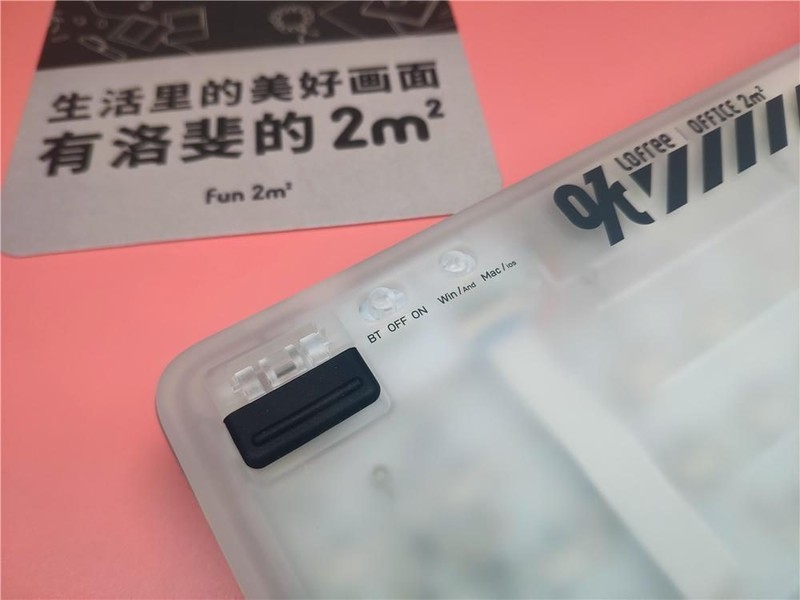 生活里的美好画面
有洛斐的2m²
Fun 2m²
Lofree | OFFICE 2m²
ok
BT OFF ON
Win/And Mac/ios